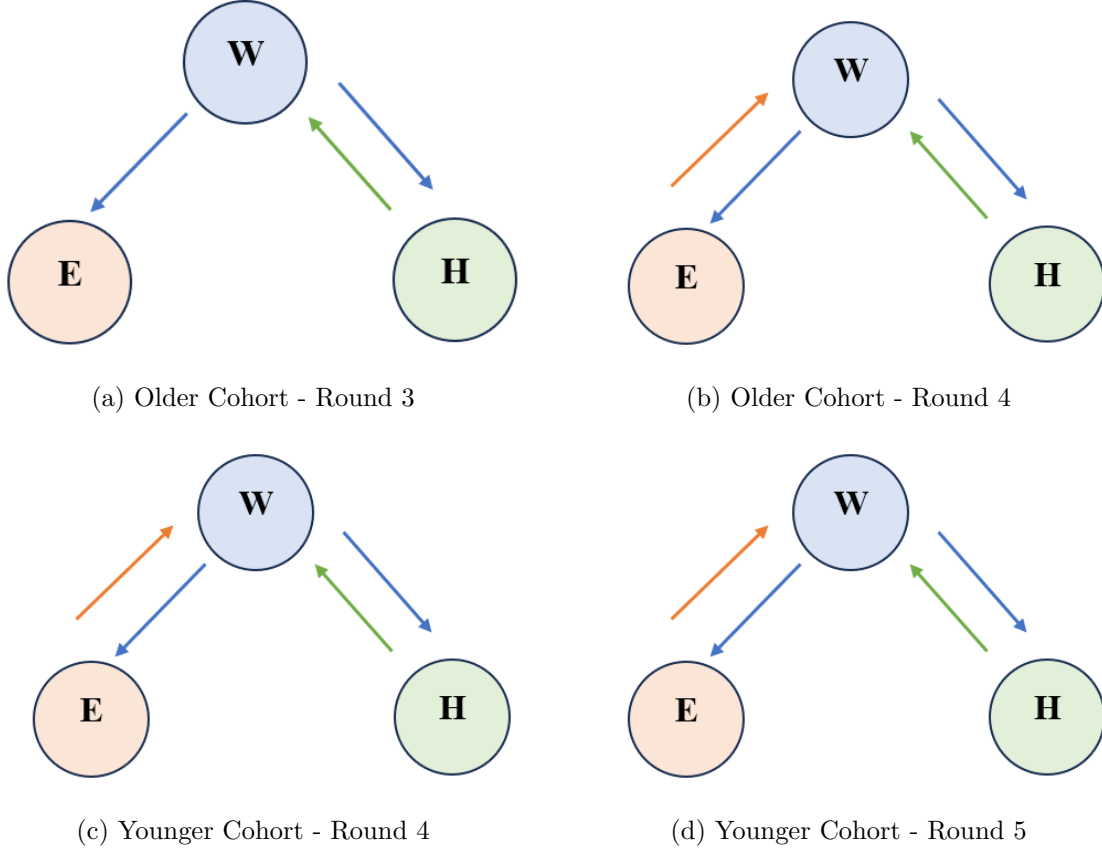 W
E
H
(a) Older Cohort - Round 3
W
E
H
(b) Older Cohort - Round 4
W
E
H
(c) Younger Cohort - Round 4
W
E
H
(d) Younger Cohort - Round 5